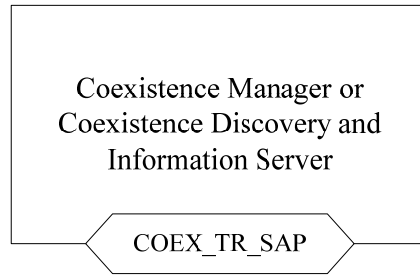 Coexistence Manager or
Coexistence Discovery and
Information Server
COEX_TR_SAP